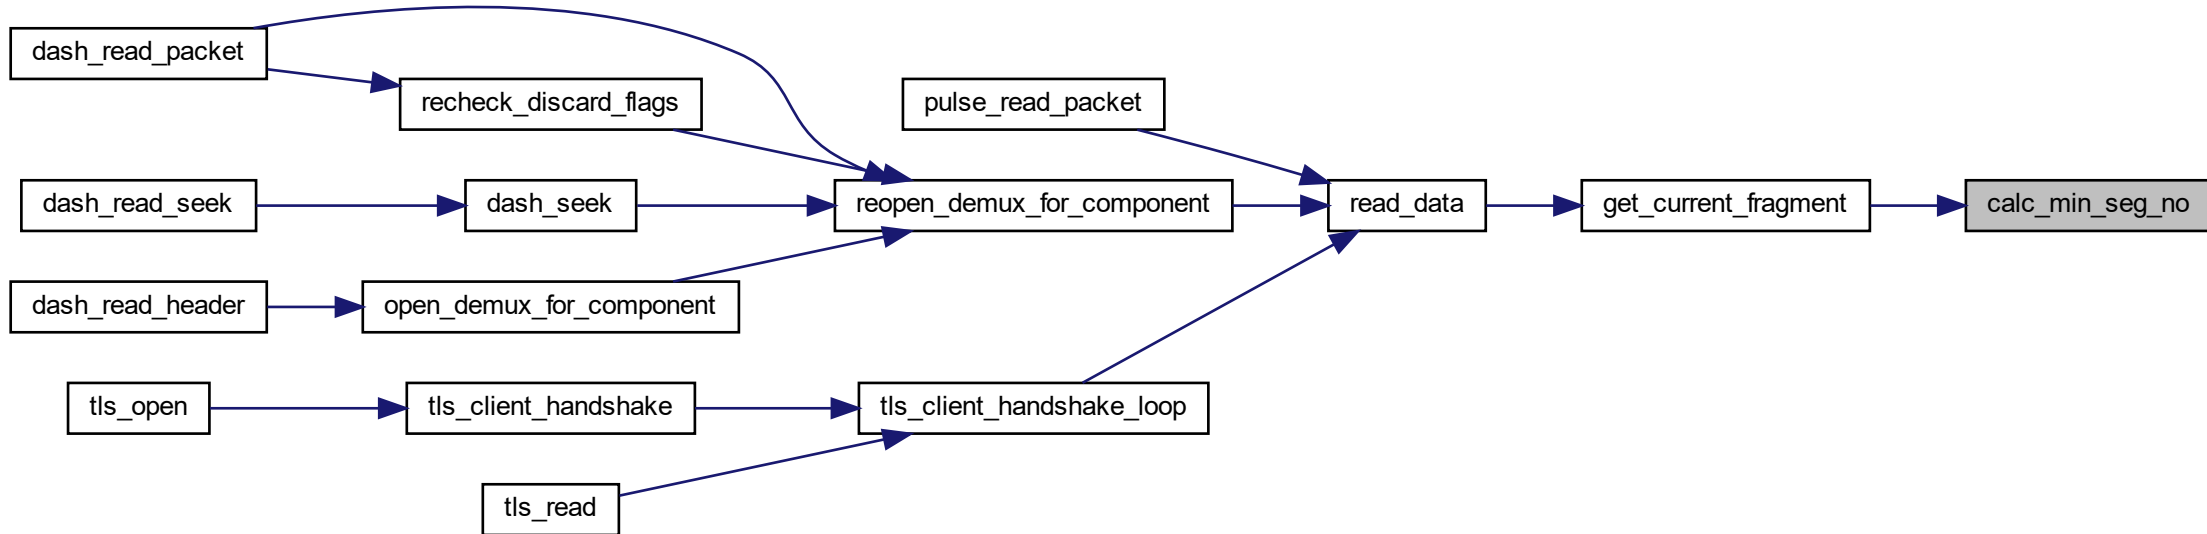 dash_read_packet
recheck_discard_flags
pulse_read_packet
dash_read_seek
dash_seek
reopen_demux_for_component
read_data
get_current_fragment
calc_min_seg_no
dash_read_header
open_demux_for_component
tls_open
tls_client_handshake
tls_client_handshake_loop
tls_read